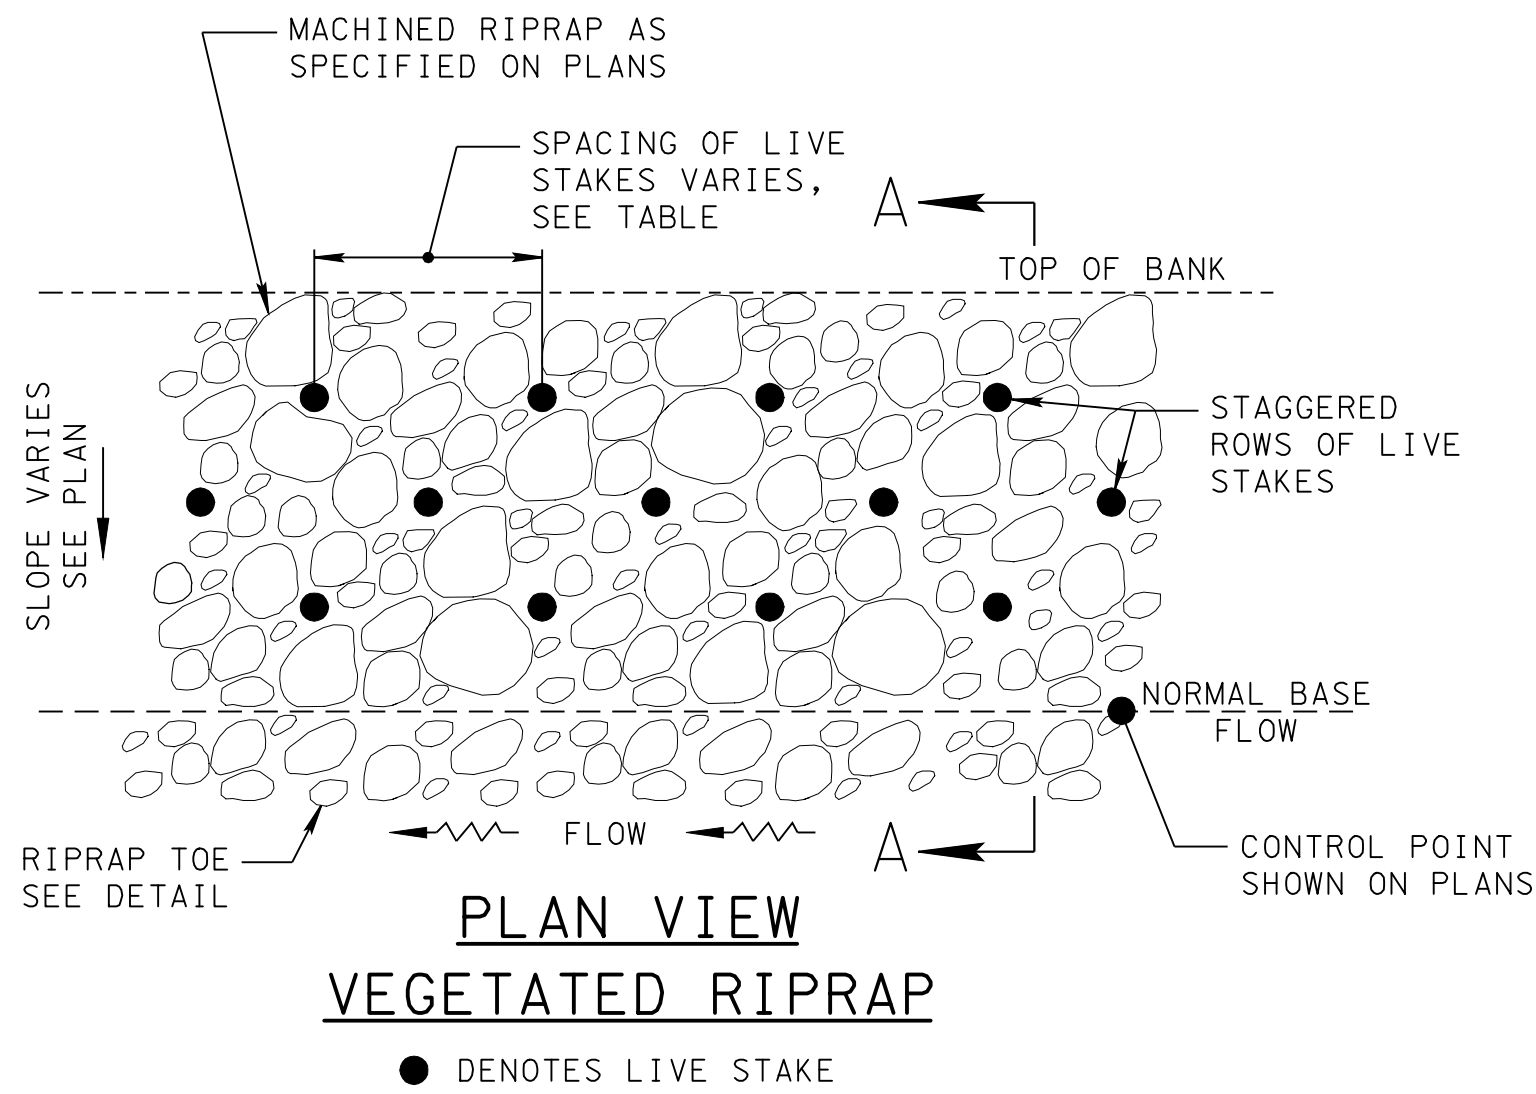 MACHINED RIPRAP AS
SPECIFIED ON PLANS
SPACING OF LIVE
STAKES VARIES,
SEE TABLE
A
TOP OF BANK
SLOPE VARIES
SEE PLAN
STAGGERED
ROWS OF LIVE
STAKES
NORMAL BASE
FLOW
FLOW
A
RIPRAP TOE
SEE DETAIL
CONTROL POINT
SHOWN ON PLANS
PLAN VIEW
VEGETATED RIPRAP
DENOTES LIVE STAKE